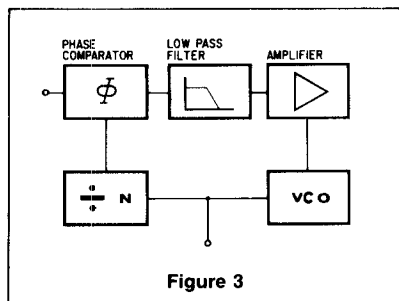 PHASE COMPARATOR
LOW PASS FILTER
AMPLIFIER
Φ
÷ N
VCO
Figure 3